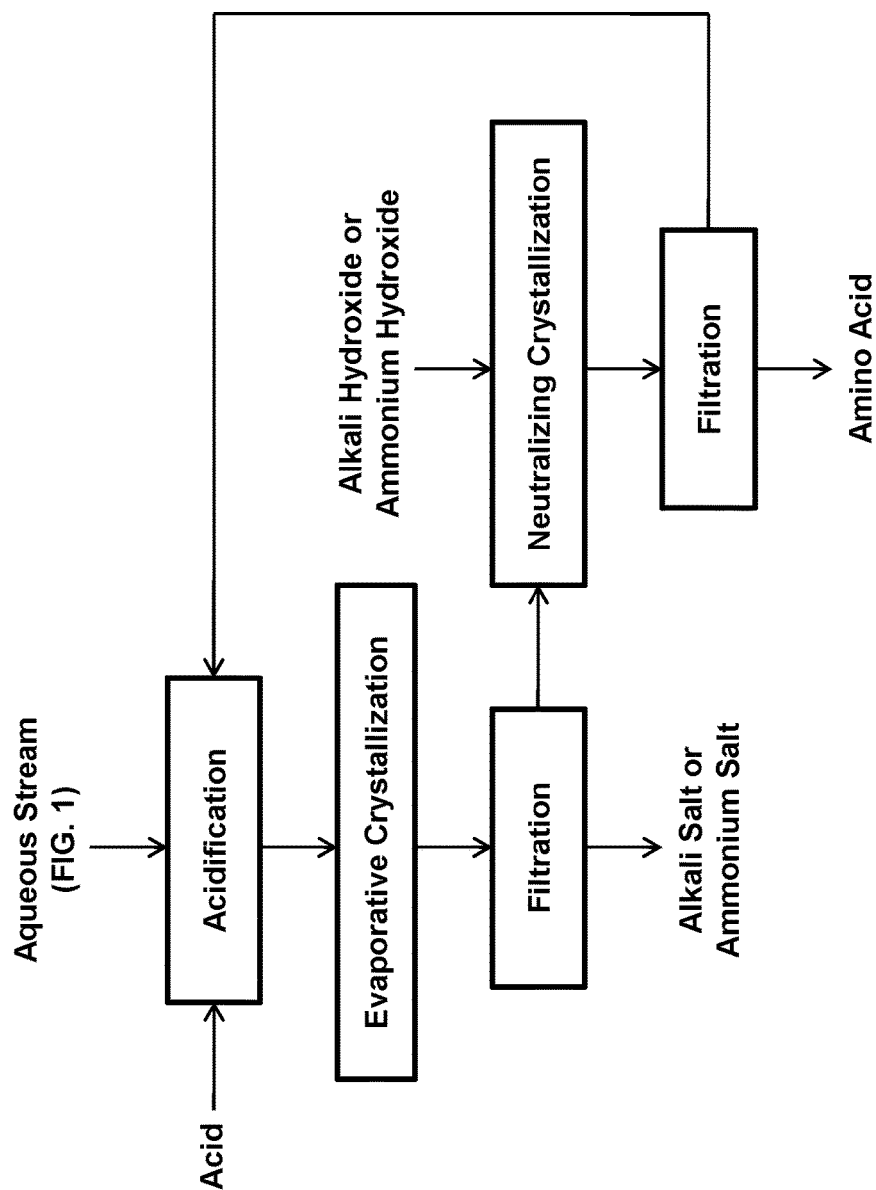 Aqueous Stream
(FIG. 1)
Acid
Acidification
Evaporative Crystallization
Filtration
Alkali Salt or
Ammonium Salt
Alkali Hydroxide or
Ammonium Hydroxide
Neutralizing Crystallization
Filtration
Amino Acid